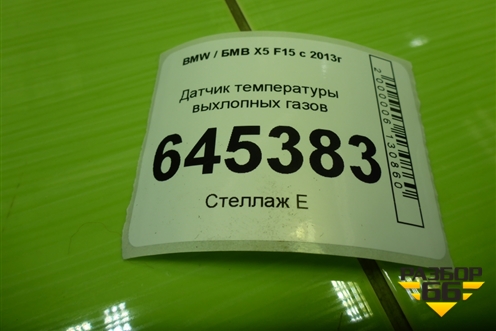 BMW / БМВ X5 F15 с 2013г
Датчик температуры
выхлопных газов
645383
Стеллаж Е
2000006130860
РАЗБОР
66